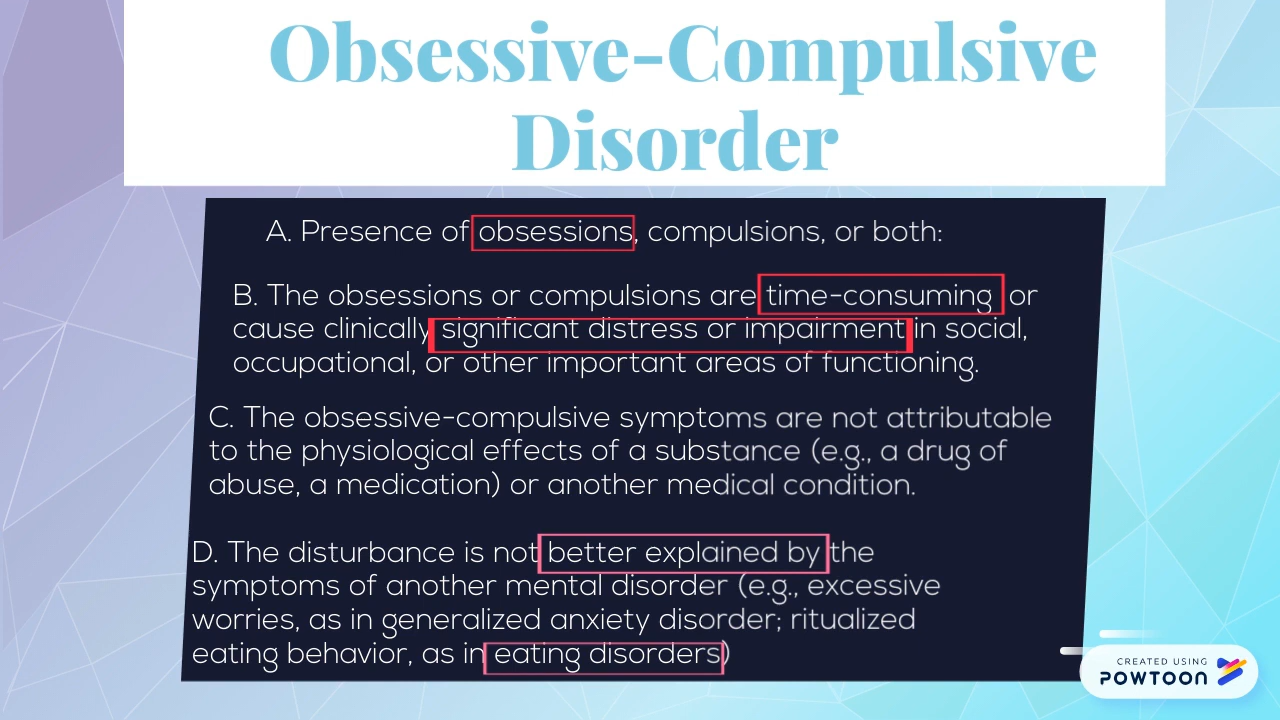 Obsessive-Compulsive
Disorder
A. Presence of obsessions, compulsions, or both:
B. The obsessions or compulsions are time-consuming or
cause clinically significant distress or impairment in social,
occupational, or other important areas of functioning.
C. The obsessive-compulsive symptoms are not attributable
to the physiological effects of a substance (e.g., a drug of
abuse, a medication) or another medical condition.
D. The disturbance is not better explained by the
symptoms of another mental disorder (e.g., excessive
worries, as in generalized anxiety disorder; ritualized
eating behavior, as in eating disorders)
CREATED USING
POWTOON